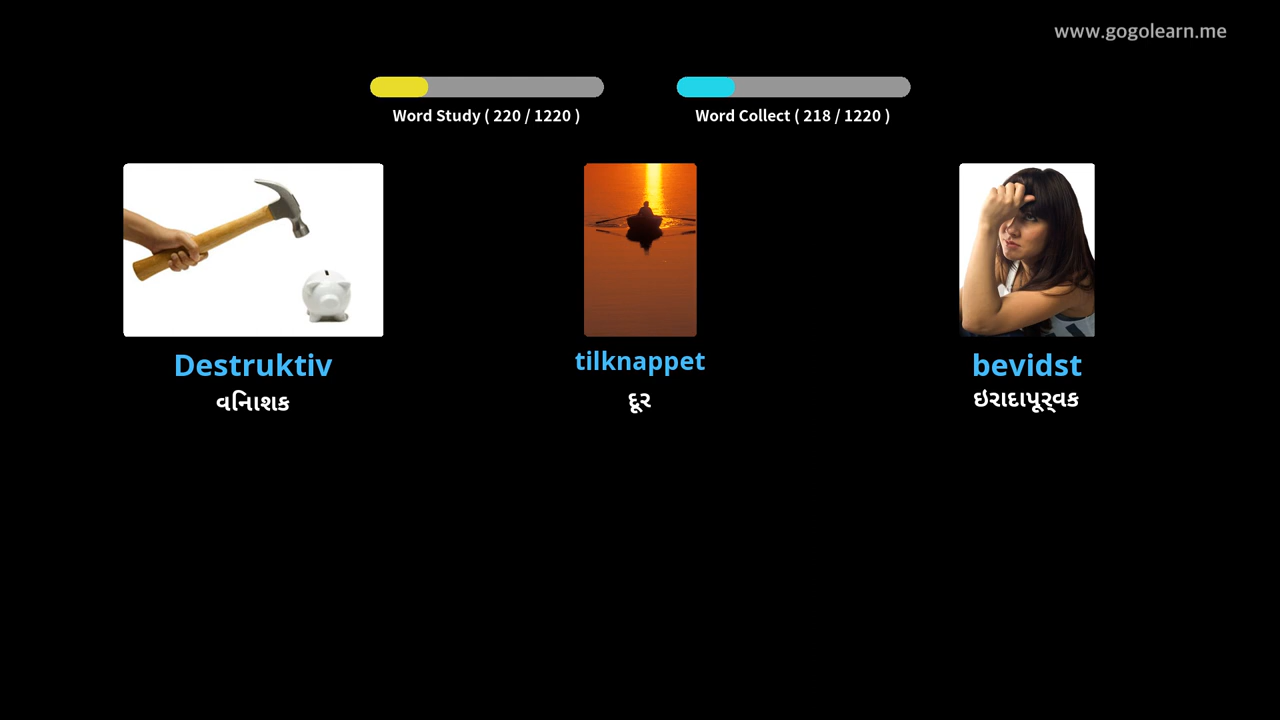 www.gogolearn.me
Word Study ( 220 / 1220 )
Word Collect ( 218 / 1220 )
Destruktiv
tilknappet
bevidst
વિનાશક
દૂર
ઇરાદાપૂર્વક